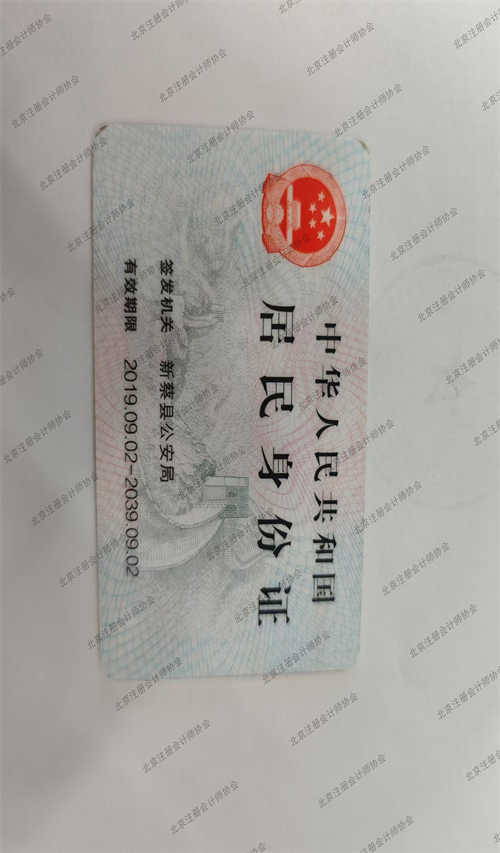 中华人民共和国
居民身份证
签发机关 新蔡县公安局
有效期限 2019.09.02-2039.09.02
北京注册会计师协会